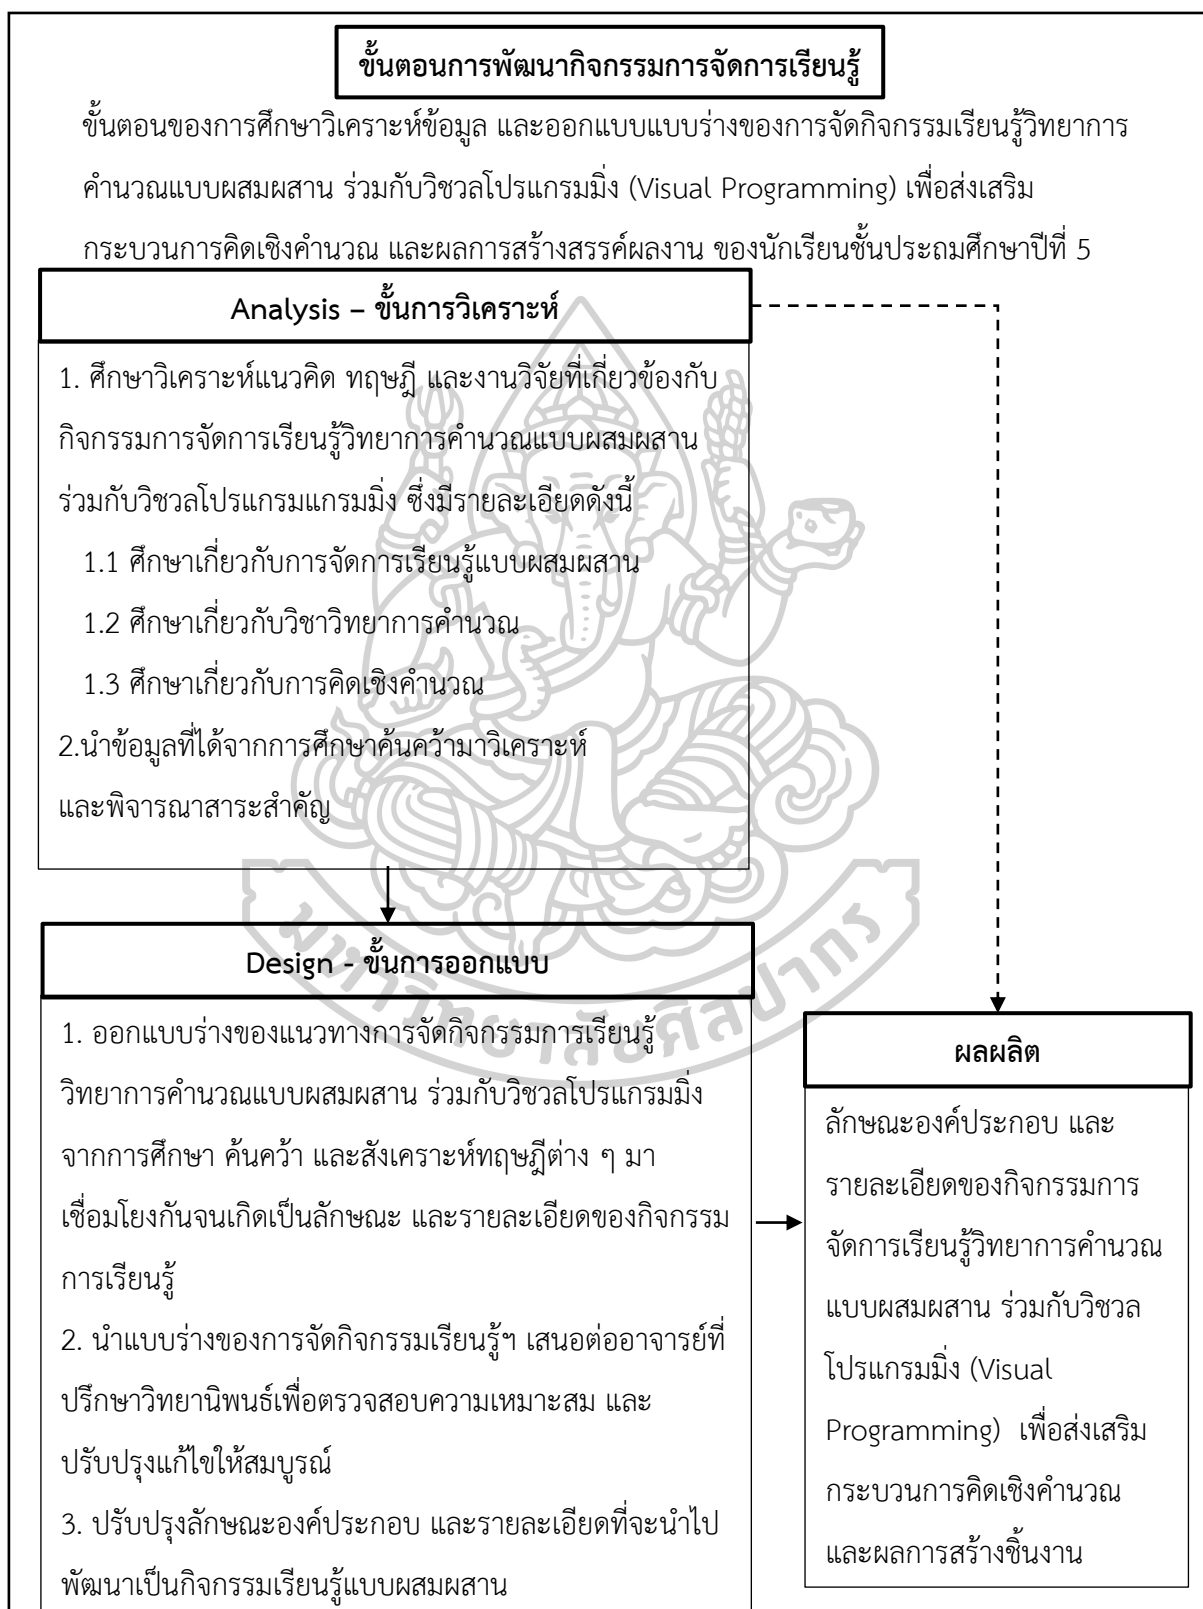 ขั้นตอนการพัฒนากิจกรรมการจัดการเรียนรู้
ขั้นตอนของการศึกษาวิเคราะห์ข้อมูล และออกแบบแบบร่างของการจัดกิจกรรมเรียนรู้วิทยาการ
คำนวณแบบผสมผสาน ร่วมกับวิชวลโปรแกรมมิ่ง (Visual Programming) เพื่อส่งเสริม
กระบวนการคิดเชิงคำนวณ และผลการสร้างสรรค์ผลงาน ของนักเรียนชั้นประถมศึกษาปีที่ 5
Analysis – ขั้นการวิเคราะห์
1. ศึกษาวิเคราะห์แนวคิด ทฤษฎี และงานวิจัยที่เกี่ยวข้องกับ
กิจกรรมการจัดการเรียนรู้วิทยาการคำนวณแบบผสมผสาน
ร่วมกับวิชวลโปรแกรมแกรมมิ่ง ซึ่งมีรายละเอียดดังนี้
1.1 ศึกษาเกี่ยวกับการจัดการเรียนรู้แบบผสมผสาน
1.2 ศึกษาเกี่ยวกับวิชาวิทยาการคำนวณ
1.3 ศึกษาเกี่ยวกับการคิดเชิงคำนวณ
2.นำข้อมูลที่ได้จากการศึกษาค้นคว้ามาวิเคราะห์
และพิจารณาสาระสำคัญ
มหาวิทยาลัยศิลปากร
Design - ขั้นการออกแบบ
1. ออกแบบร่างของแนวทางการจัดกิจกรรมการเรียนรู้
วิทยาการคำนวณแบบผสมผสาน ร่วมกับวิชวลโปรแกรมมิ่ง
จากการศึกษา ค้นคว้า และสังเคราะห์ทฤษฎีต่าง ๆ มา
เชื่อมโยงกันจนเกิดเป็นลักษณะ และรายละเอียดของกิจกรรม
การเรียนรู้
2. นำแบบร่างของการจัดกิจกรรมเรียนรู้ฯ เสนอต่ออาจารย์ที่
ปรึกษาวิทยานิพนธ์เพื่อตรวจสอบความเหมาะสม และ
ปรับปรุงแก้ไขให้สมบูรณ์
3. ปรับปรุงลักษณะองค์ประกอบ และรายละเอียดที่จะนำไป
พัฒนาเป็นกิจกรรมเรียนรู้แบบผสมผสาน
ผลผลิต
ลักษณะองค์ประกอบ และ
รายละเอียดของกิจกรรมการ
จัดการเรียนรู้วิทยาการคำนวณ
แบบผสมผสาน ร่วมกับวิชวล
โปรแกรมมิ่ง (Visual
Programming) เพื่อส่งเสริม
กระบวนการคิดเชิงคำนวณ
และผลการสร้างชิ้นงาน